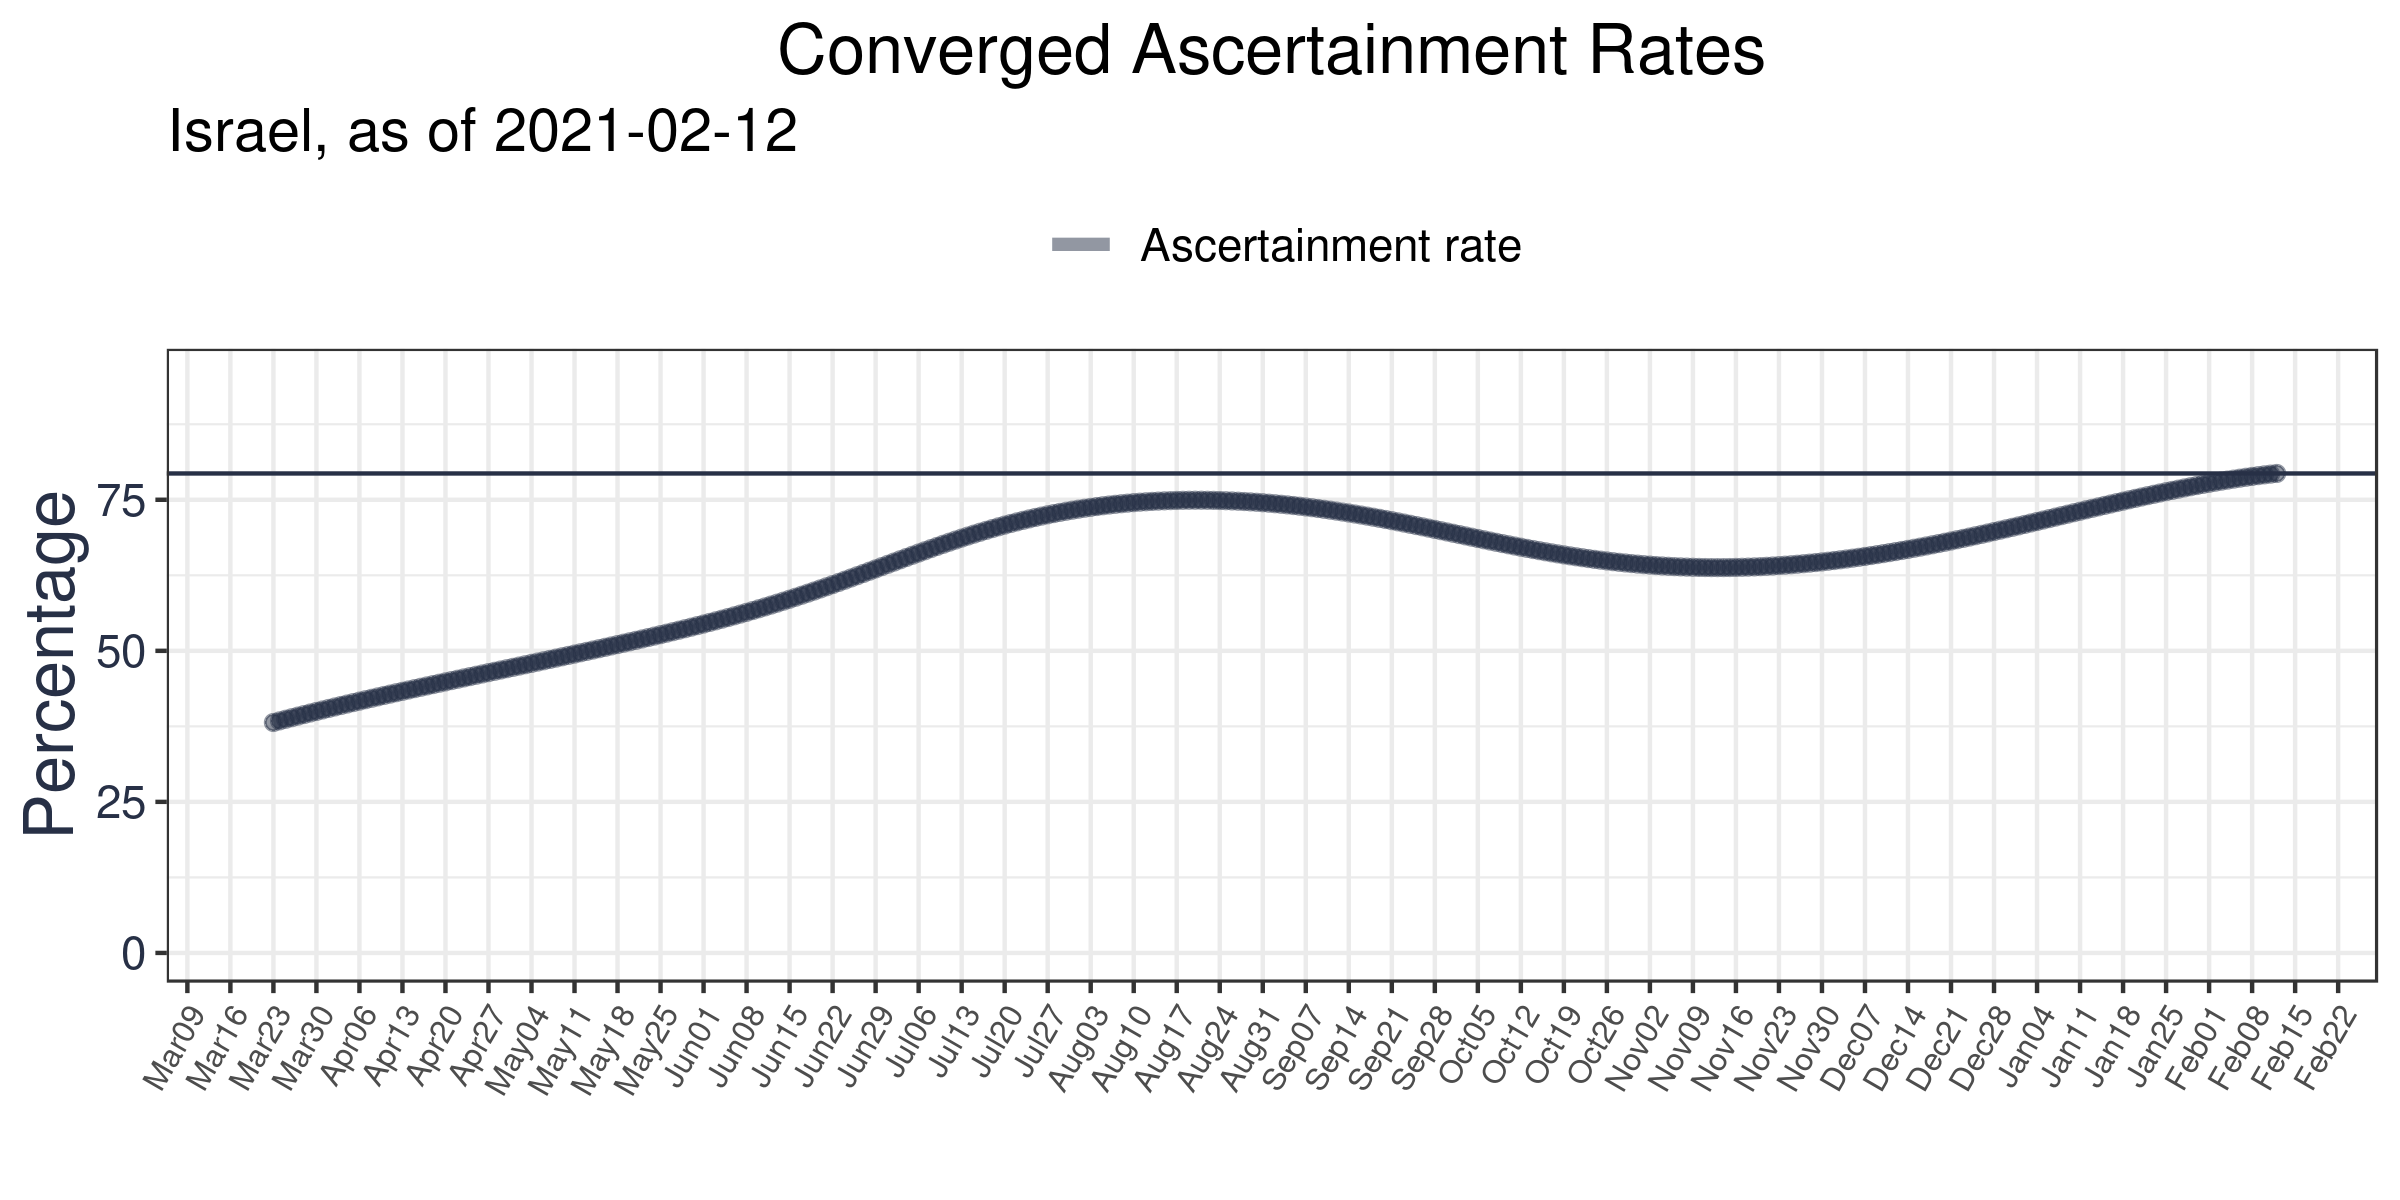 Converged Ascertainment Rates
Israel, as of 2021-02-12
Ascertainment rate
Percentage
75
50
25
0
Mar09 Mar16 Mar23 Mar30 Apr06 Apr13 Apr20 Apr27 May04 May11 May18 May25 Jun01 Jun08 Jun15 Jun22 Jun29 Jul06 Jul13 Jul20 Jul27 Aug03 Aug10 Aug17 Aug24 Aug31 Sep07 Sep14 Sep21 Sep28 Oct05 Oct12 Oct19 Oct26 Nov02 Nov09 Nov16 Nov23 Nov30 Dec07 Dec14 Dec21 Dec28 Jan04 Jan11 Jan18 Jan25 Feb01 Feb08 Feb15 Feb22